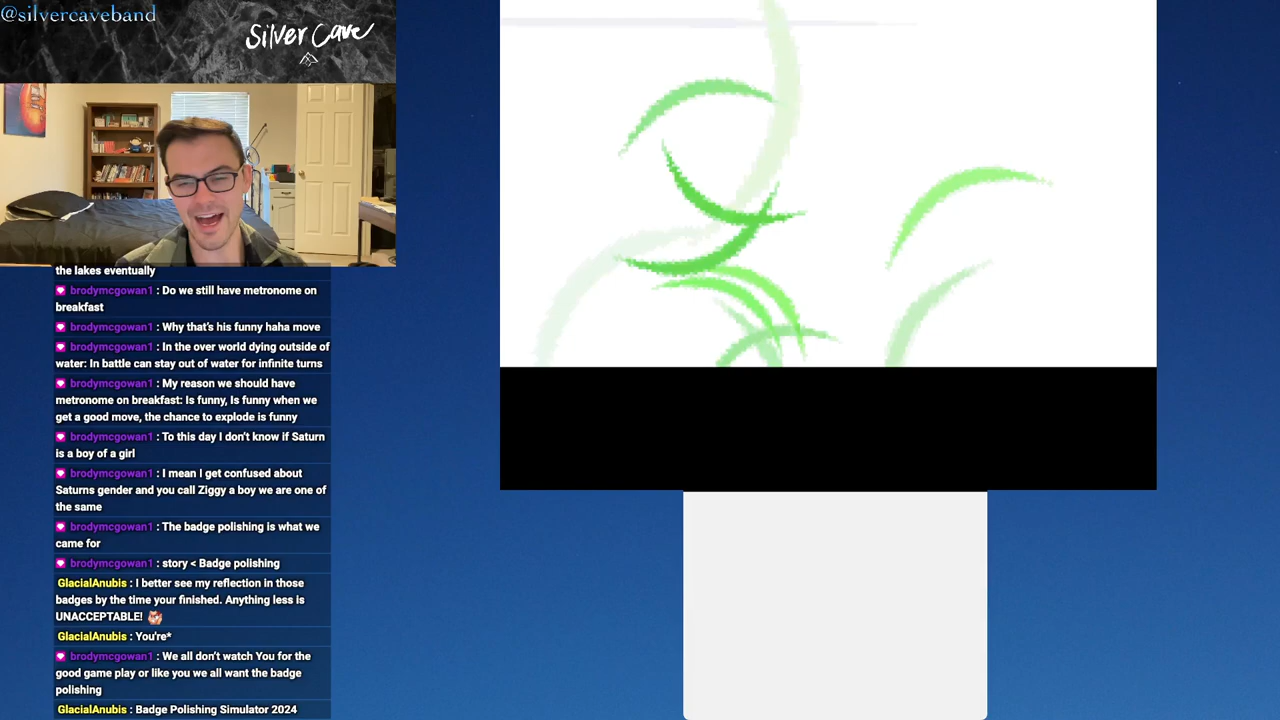 @silvercaveband
Silver Cave
the lakes eventually
brodymcgowan1 : Do we still have metronome on
breakfast
brodymcgowan1 : Why that's his funny haha move
brodymcgowan1 : In the over world dying outside of
water: In battle can stay out of water for infinite turns
brodymcgowan1 : My reason we should have
metronome on breakfast: Is funny, Is funny when we
get a good move, the chance to explode is funny
brodymcgowan1 : To this day I don't know if Saturn
is a boy of a girl
brodymcgowan1 : I mean I get confused about
Saturns gender and you call Ziggy a boy we are one of
the same
brodymcgowan1 : The badge polishing is what we
came for
brodymcgowan1 : story < Badge polishing
GlacialAnubis : I better see my reflection in those
badges by the time your finished. Anything less is
UNACCEPTABLE!
GlacialAnubis : You're*
brodymcgowan1 : We all don't watch You for the
good game play or like you we all want the badge
polishing
GlacialAnubis : Badge Polishing Simulator 2024